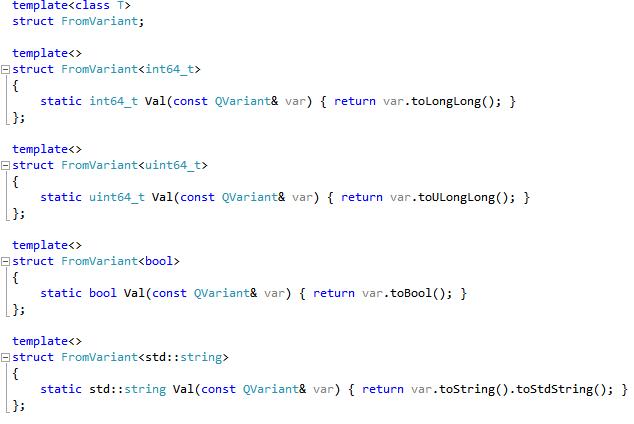 template<class T>
struct FromVariant;
template<>
struct FromVariant<int64_t>
{
static int64_t Val(const QVariant& var) { return var.toLongLong(); }
};
template<>
struct FromVariant<uint64_t>
{
static uint64_t Val(const QVariant& var) { return var.toULongLong(); }
};
template<>
struct FromVariant<bool>
{
static bool Val(const QVariant& var) { return var.toBool(); }
};
template<>
struct FromVariant<std::string>
{
static std::string Val(const QVariant& var) { return var.toString().toStdString(); }
};